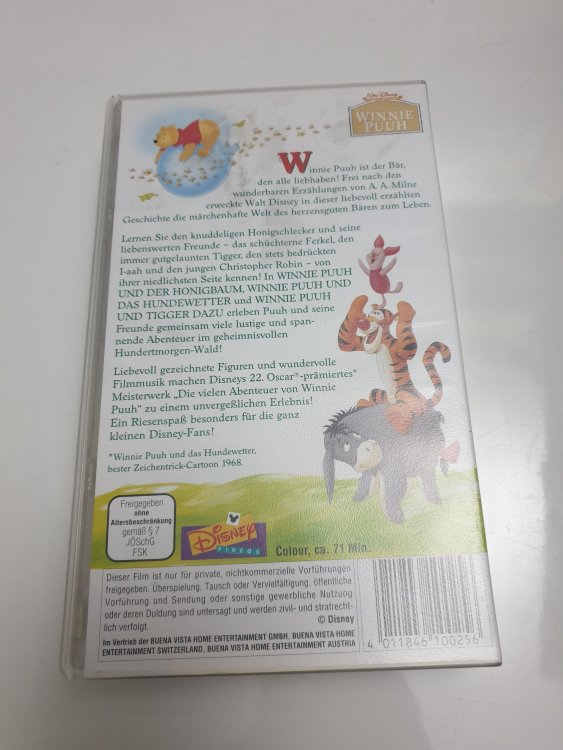 Walt Disney
WINNIE
PUUH
Winnie Puuh ist der Bär,
den alle liebhaben! Frei nach den
wunderbaren Erzählungen von A. A. Milne
erweckte Walt Disney in dieser liebevoll erzählten
Geschichte die märchenhafte Welt des herzensguten Bären zum Leben.
Lernen Sie den knuddeligen Honigschlecker und seine
liebenswerten Freunde – das schüchterne Ferkel, den
immer gutgelaunten Tigger, den stets bedrückten
I-aah und den jungen Christopher Robin – von
ihrer niedlichsten Seite kennen! In WINNIE PUUH
UND DER HONIGBAUM, WINNIE PUUH UND
DAS HUNDEWETTER und WINNIE PUUH
UND TIGGER DAZU erleben Puuh und seine
Freunde gemeinsam viele lustige und span-
nende Abenteuer im geheimnisvollen
Hundertmorgen-Wald!
Liebevoll gezeichnete Figuren und wundervolle
Filmmusik machen Disneys 22. Oscar*-prämiertes*
Meisterwerk „Die vielen Abenteuer von Winnie
Puuh“ zu einem unvergeßlichen Erlebnis!
Ein Riesenspaß besonders für die ganz
kleinen Disney-Fans!
*Winnie Puuh und das Hundewetter,
bester Zeichentrick-Cartoon 1968.
Freigegeben
ohne
Altersbeschränkung
gemäß § 7
JÖSchG
FSK
DISNEY
VIDEOS
Colour, ca. 71 Min.
Dieser Film ist nur für private, nichtkommerzielle Vorführungen
freigegeben. Überspielung, Tausch oder Vervielfältigung, öffentliche
Vorführung und Sendung oder sonstige gewerbliche Nutzung
oder deren Duldung sind untersagt und werden zivil- und strafrecht-
lich verfolgt.
© Disney
Im Vertrieb der BUENA VISTA HOME ENTERTAINMENT GMBH, BUENA VISTA HOME
ENTERTAINMENT SWITZERLAND, BUENA VISTA HOME ENTERTAINMENT AUSTRIA
4 011846 100256